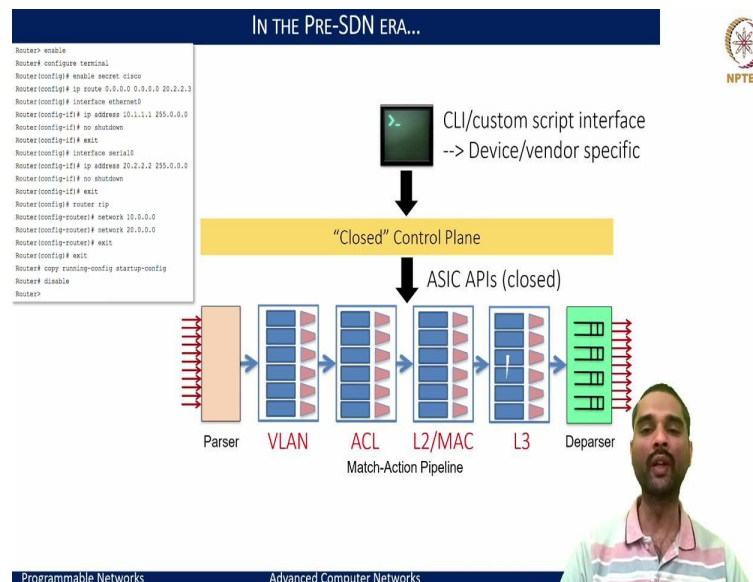 IN THE PRE-SDN ERA...
Router> enable
Router# configure terminal
Router(config)# enable secret cisco
Router(config)# ip route 0.0.0.0 0.0.0.0 20.2.2.3
Router(config)# interface ethernet0
Router(config-if)# ip address 10.1.1.1 255.0.0.0
Router(config-if)# no shutdown
Router(config-if)# exit
Router(config)# interface serial0
Router(config-if)# ip address 20.2.2.2 255.0.0.0
Router(config-if)# no shutdown
Router(config-if)# exit
Router(config)# router rip
Router(config-router)# network 10.0.0.0
Router(config-router)# network 20.0.0.0
Router(config-router)# exit
Router(config)# exit
Router# copy running-config startup-config
Router# disable
Router>
NPTE
>_
CLI/custom script interface
--> Device/vendor specific
"Closed" Control Plane
ASIC APIs (closed)
Parser VLAN ACL L2/MAC L3 Deparser
Match-Action Pipeline
Programmable Networks Advanced Computer Networks